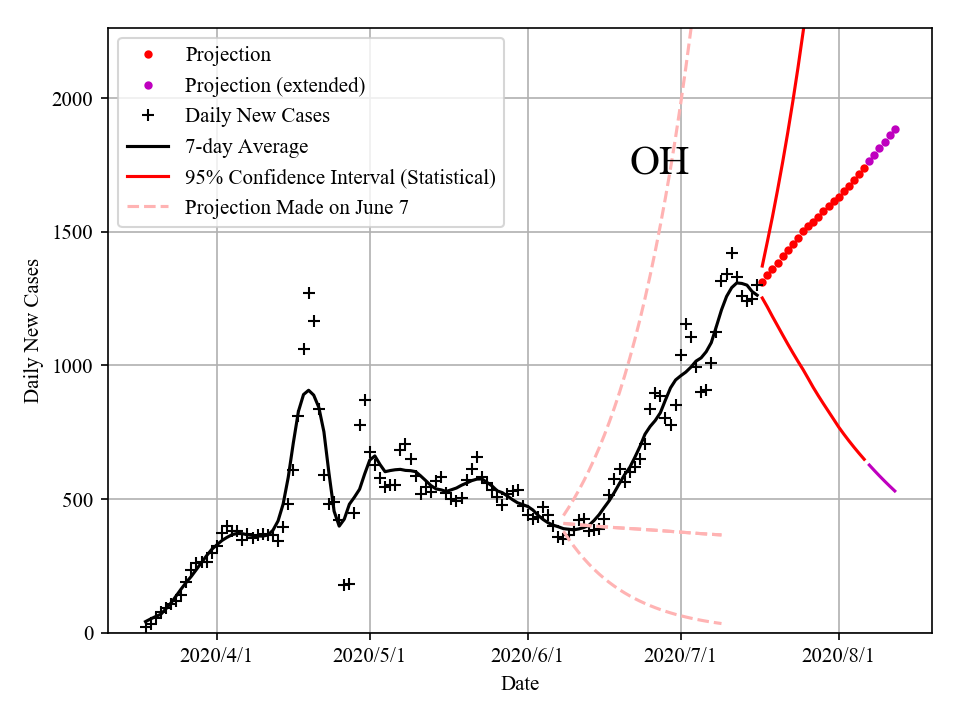 Projection
Projection (extended)
Daily New Cases
7-day Average
95% Confidence Interval (Statistical)
Projection Made on June 7
OH
2000
1500
1000
500
0
Daily New Cases
2020/4/1 2020/5/1 2020/6/1 2020/7/1 2020/8/1
Date